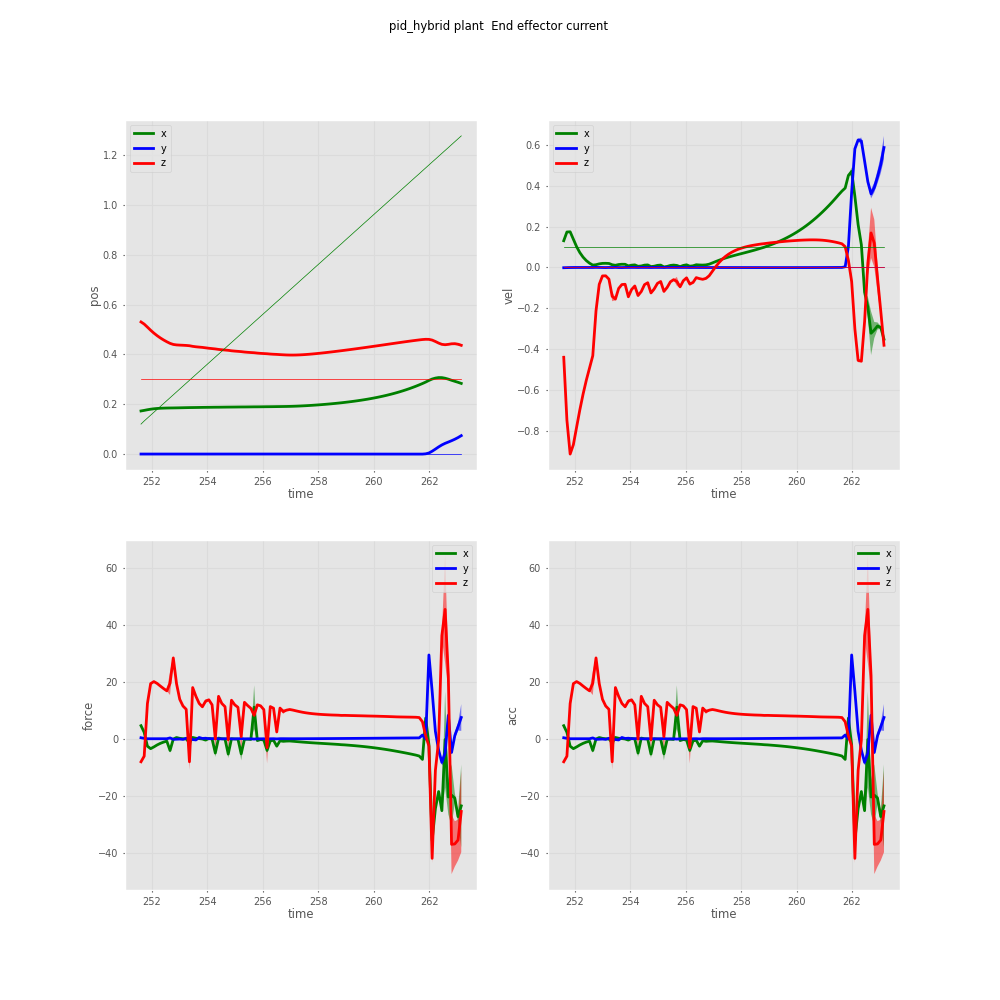 pid_hybrid plant  End effector current
x
y
z
1.2
1.0
0.8
0.6
0.4
0.2
0.0
pos
252 254 256 258 260 262
time
x
y
z
0.6
0.4
0.2
0.0
−0.2
−0.4
−0.6
−0.8
vel
252 254 256 258 260 262
time
x
y
z
60
40
20
0
−20
−40
force
252 254 256 258 260 262
time
x
y
z
60
40
20
0
−20
−40
acc
252 254 256 258 260 262
time